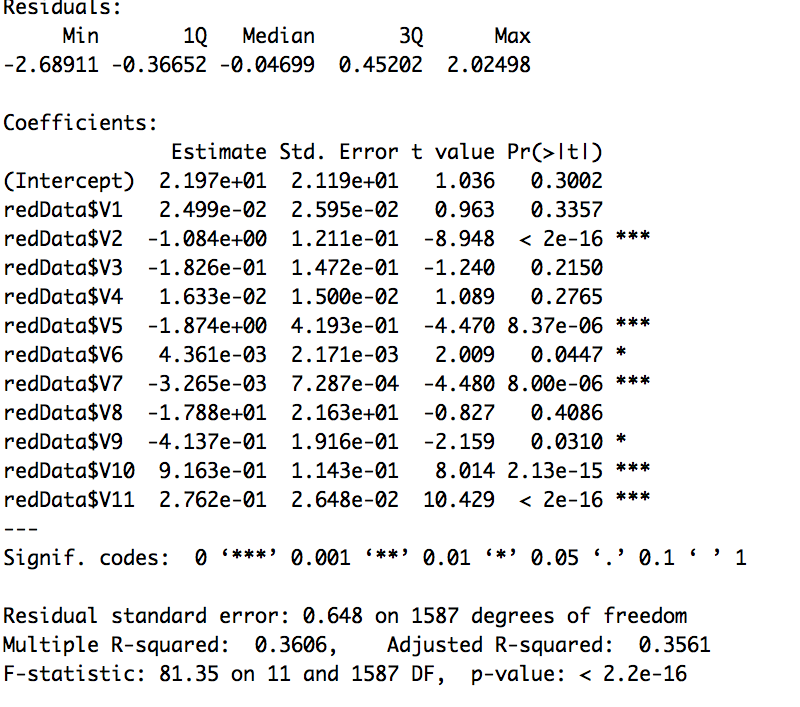 Residuals:
Min 1Q Median 3Q Max
-2.68911 -0.36652 -0.04699 0.45202 2.02498
Coefficients:
Estimate Std. Error t value Pr(>|t|)
(Intercept) 2.197e+01 2.119e+01 1.036 0.3002
redData$V1 2.499e-02 2.595e-02 0.963 0.3357
redData$V2 -1.084e+00 1.211e-01 -8.948 < 2e-16 ***
redData$V3 -1.826e-01 1.472e-01 -1.240 0.2150
redData$V4 1.633e-02 1.500e-02 1.089 0.2765
redData$V5 -1.874e+00 4.193e-01 -4.470 8.37e-06 ***
redData$V6 4.361e-03 2.171e-03 2.009 0.0447 *
redData$V7 -3.265e-03 7.287e-04 -4.480 8.00e-06 ***
redData$V8 -1.788e+01 2.163e+01 -0.827 0.4086
redData$V9 -4.137e-01 1.916e-01 -2.159 0.0310 *
redData$V10 9.163e-01 1.143e-01 8.014 2.13e-15 ***
redData$V11 2.762e-01 2.648e-02 10.429 < 2e-16 ***
---
Signif. codes: 0 ‘***’ 0.001 ‘**’ 0.01 ‘*’ 0.05 ‘.’ 0.1 ‘ ’ 1
Residual standard error: 0.648 on 1587 degrees of freedom
Multiple R-squared: 0.3606, Adjusted R-squared: 0.3561
F-statistic: 81.35 on 11 and 1587 DF, p-value: < 2.2e-16